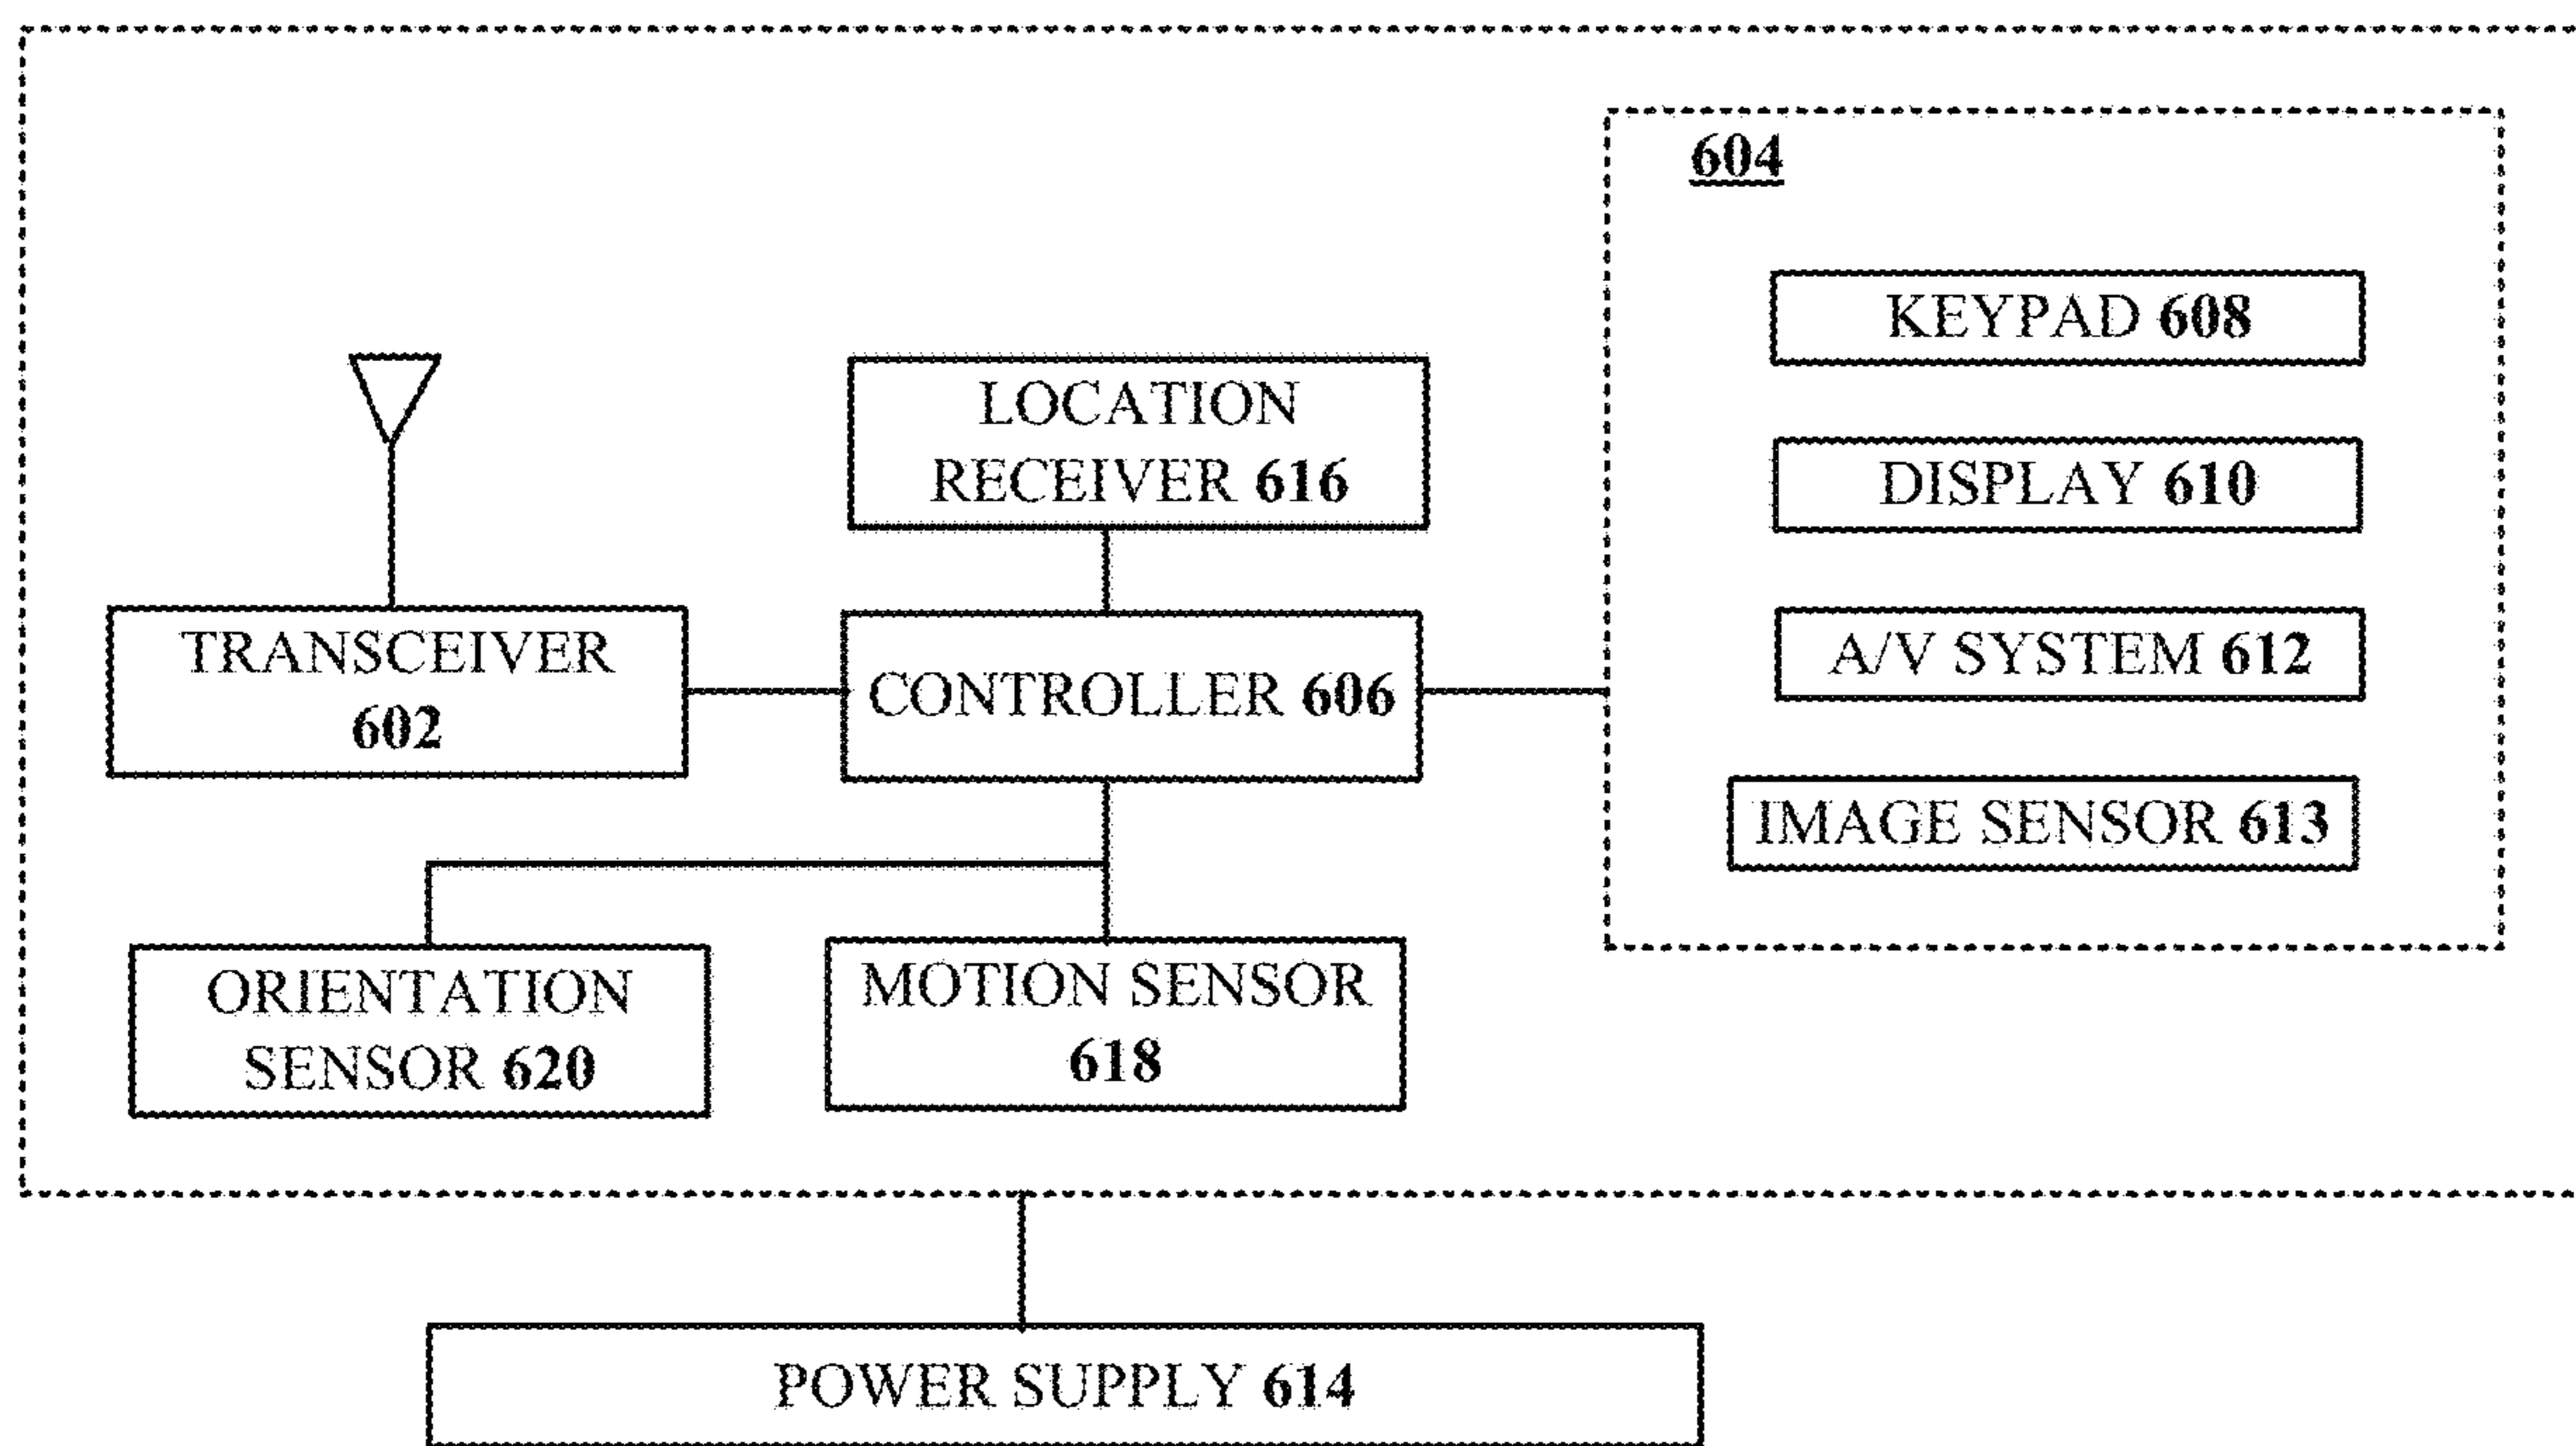 604
KEYPAD 608
DISPLAY 610
A/V SYSTEM 612
IMAGE SENSOR 613
LOCATION
RECEIVER 616
TRANSCEIVER
602
CONTROLLER 606
ORIENTATION
SENSOR 620
MOTION SENSOR
618
POWER SUPPLY 614